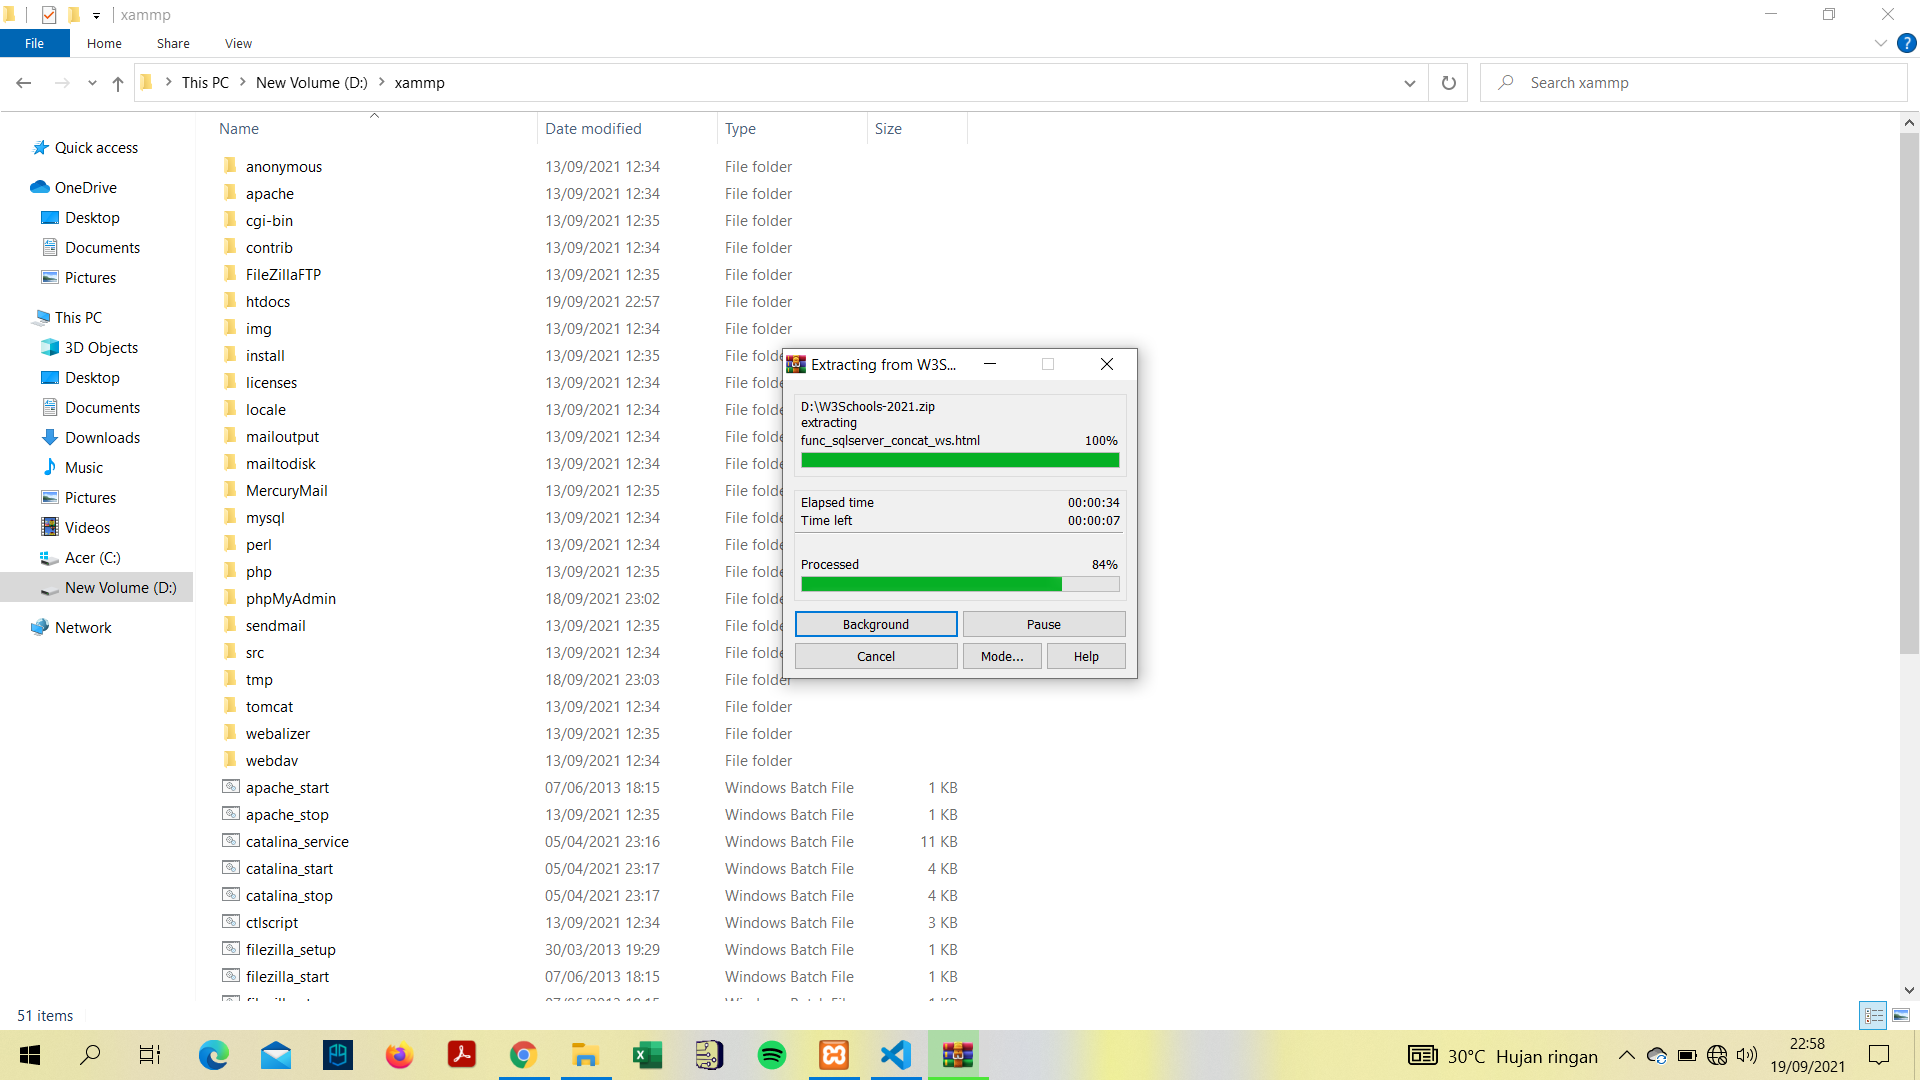 xammp
File Home Share View
This PC New Volume (D:) xammp
Search xammp
Name Date modified Type Size
Quick access
OneDrive
Desktop
Documents
Pictures
This PC
3D Objects
Desktop
Documents
Downloads
Music
Pictures
Videos
Acer (C:)
New Volume (D:)
Network
anonymous 13/09/2021 12:34 File folder
apache 13/09/2021 12:34 File folder
cgi-bin 13/09/2021 12:35 File folder
contrib 13/09/2021 12:34 File folder
FileZillaFTP 13/09/2021 12:35 File folder
htdocs 19/09/2021 22:57 File folder
img 13/09/2021 12:34 File folder
install 13/09/2021 12:35 File
licenses 13/09/2021 12:34 File
locale 13/09/2021 12:34 File
mailoutput 13/09/2021 12:34 File
mailtodisk 13/09/2021 12:34 File
MercuryMail 13/09/2021 12:35 File
mysql 13/09/2021 12:34 File
perl 13/09/2021 12:34 File
php 13/09/2021 12:35 File
phpMyAdmin 18/09/2021 23:02 File
sendmail 13/09/2021 12:35 File
src 13/09/2021 12:34 File
tmp 18/09/2021 23:03 File folder
tomcat 13/09/2021 12:34 File folder
webalizer 13/09/2021 12:35 File folder
webdav 13/09/2021 12:34 File folder
apache_start 07/06/2013 18:15 Windows Batch File 1 KB
apache_stop 13/09/2021 12:35 Windows Batch File 1 KB
catalina_service 05/04/2021 23:16 Windows Batch File 11 KB
catalina_start 05/04/2021 23:17 Windows Batch File 4 KB
catalina_stop 05/04/2021 23:17 Windows Batch File 4 KB
ctlscript 13/09/2021 12:34 Windows Batch File 3 KB
filezilla_setup 30/03/2013 19:29 Windows Batch File 1 KB
filezilla_start 07/06/2013 18:15 Windows Batch File 1 KB
Extracting from W3S...
D:\W3Schools-2021.zip
extracting
func_sqlserver_concat_ws.html 100%
Elapsed time 00:00:34
Time left 00:00:07
Processed 84%
Background Pause
Cancel Mode... Help
51 items
30°C Hujan ringan
22:58
19/09/2021